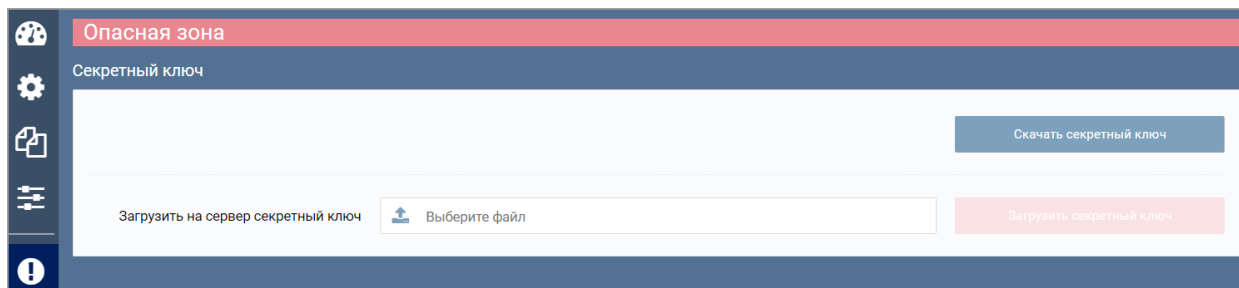 Опасная зона
Секретный ключ
Скачать секретный ключ
Загрузить на сервер секретный ключ
Выберите файл
Загрузить секретный ключ